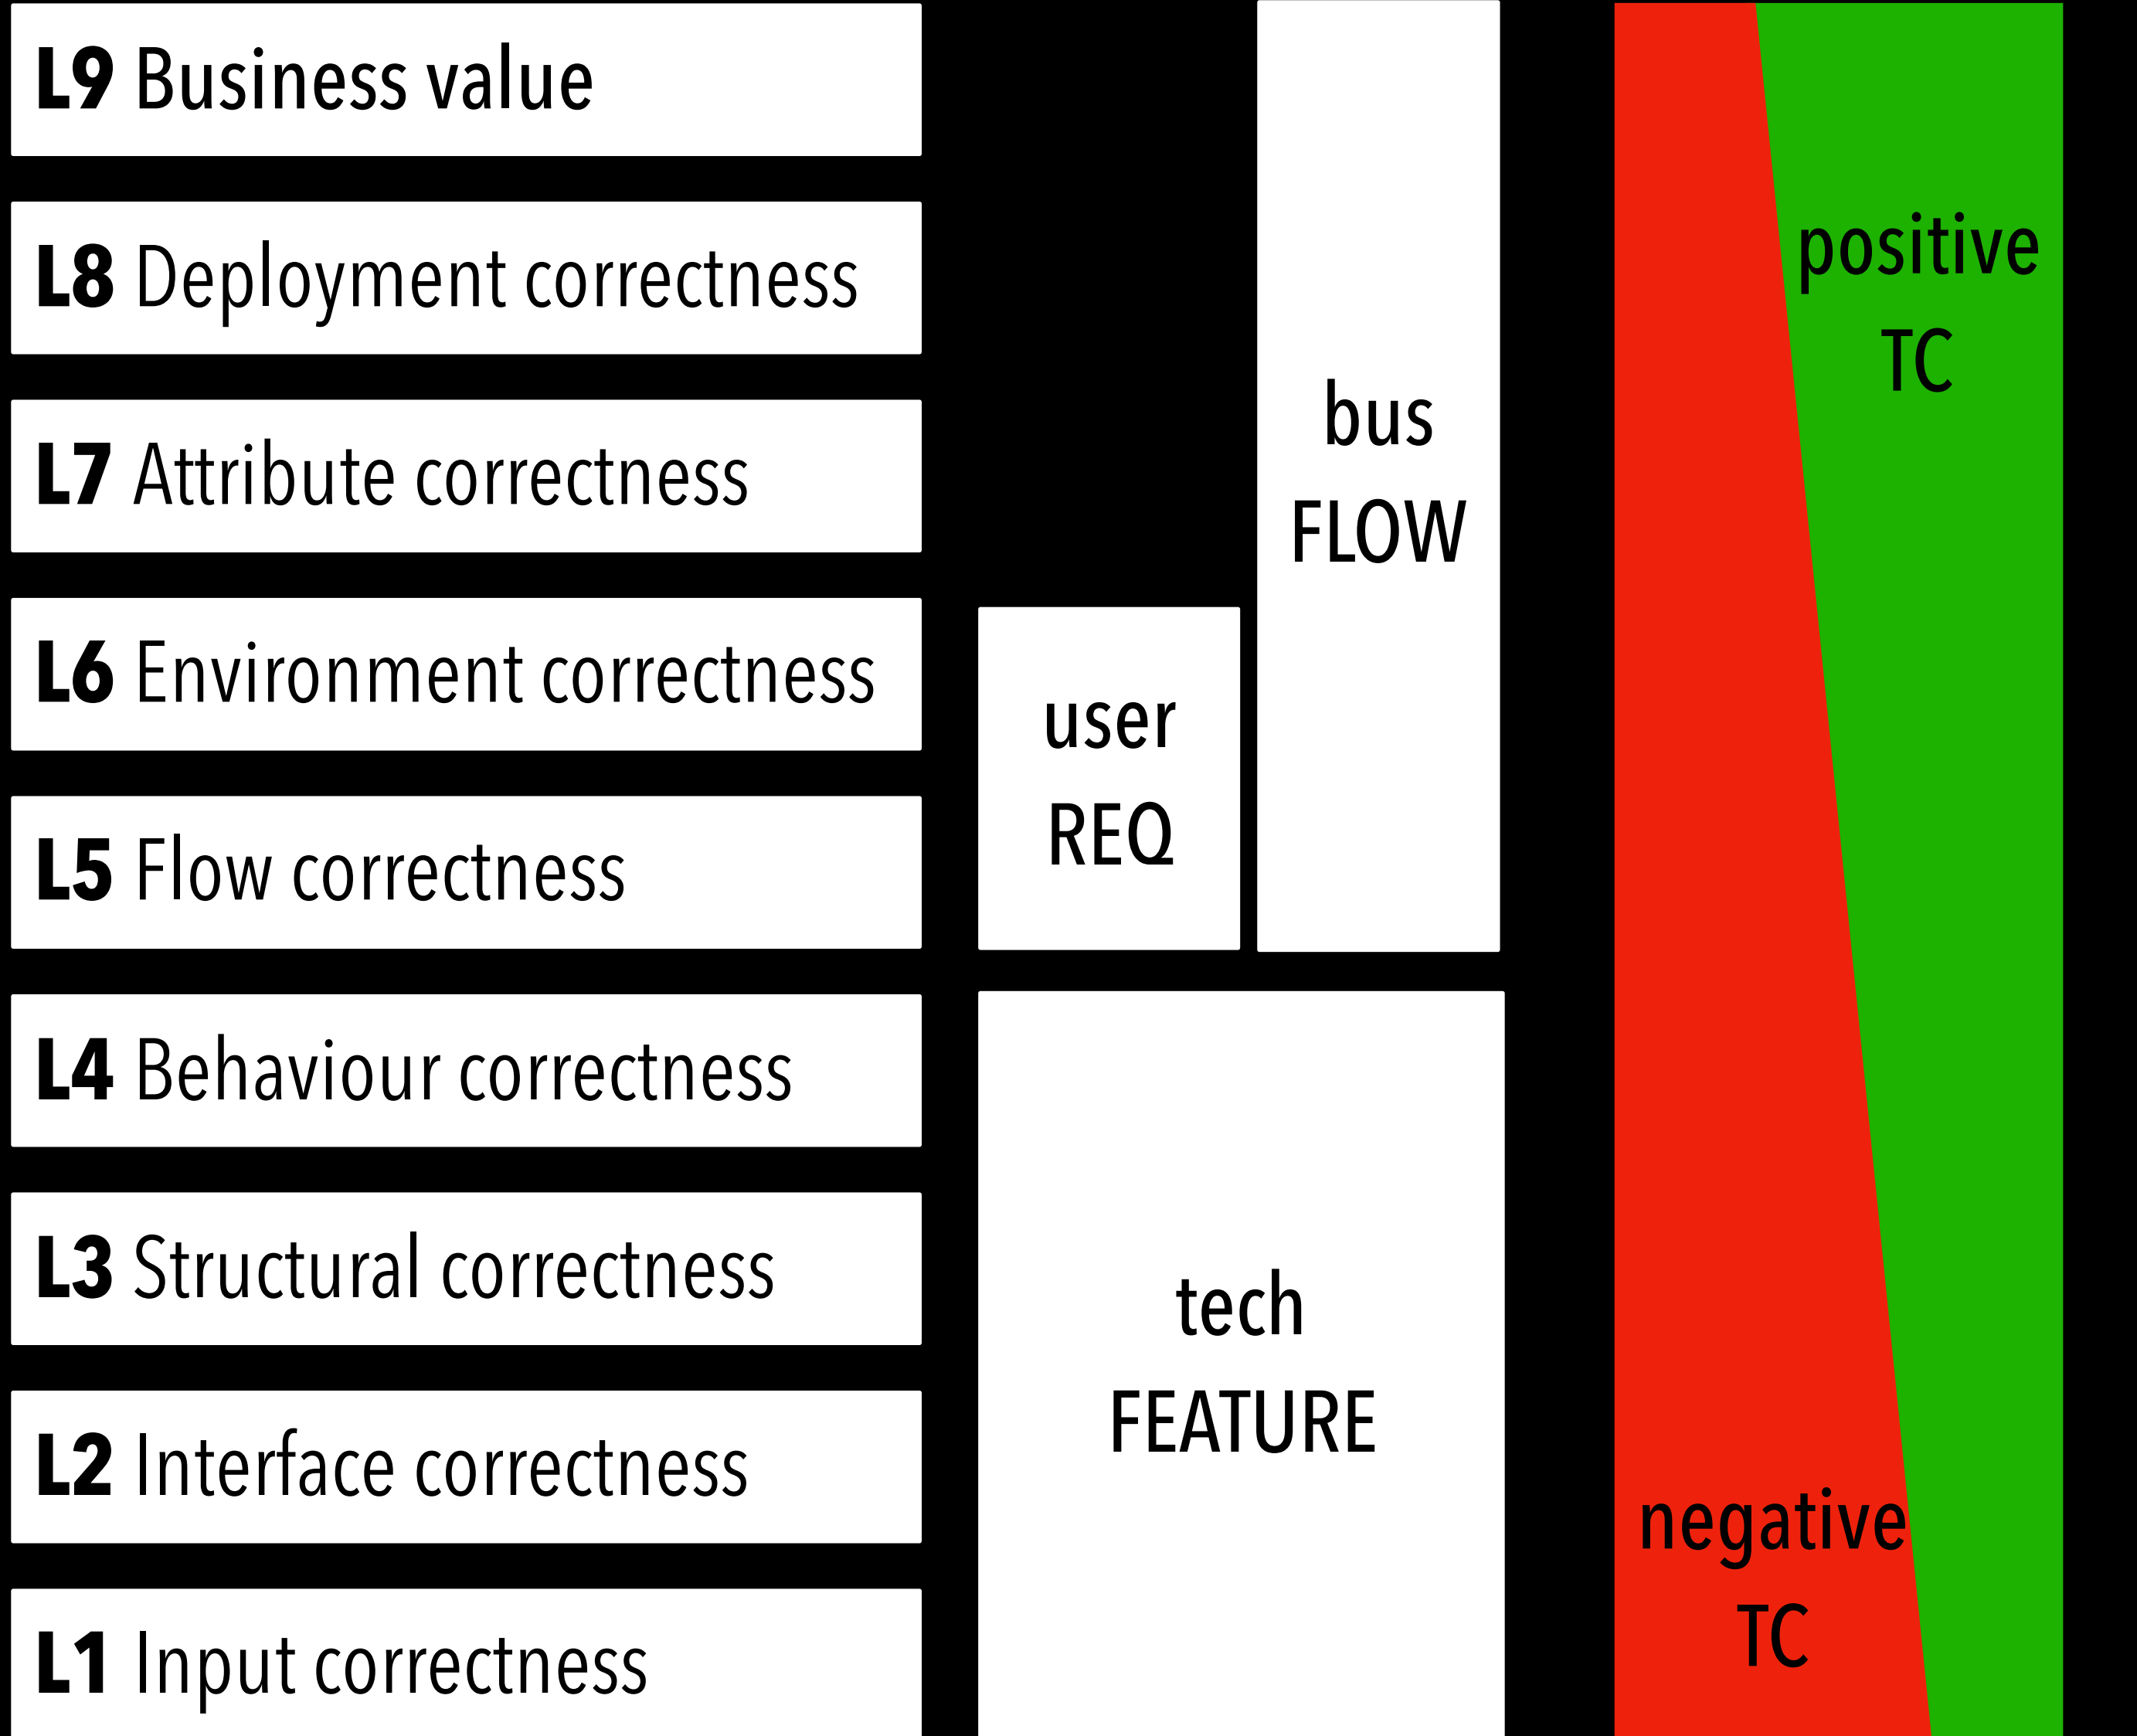 L9 Business value
L8 Deployment correctness
L7 Attribute correctness
L6 Environment correctness
L5 Flow correctness
L4 Behaviour correctness
L3 Structural correctness
L2 Interface correctness
L1 Input correctness
user
REQ
bus
FLOW
tech
FEATURE
positive
TC
negative
TC